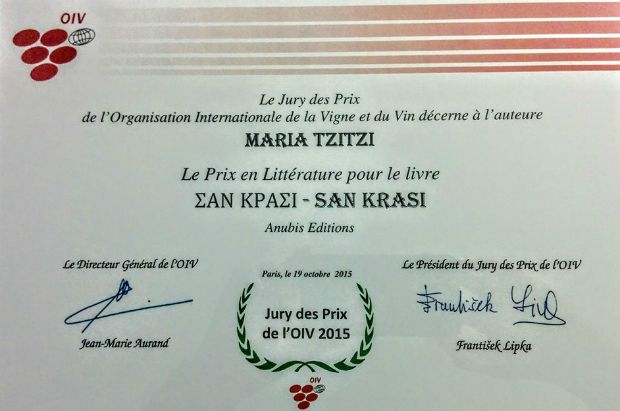 OIV
Le Jury des Prix
de l'Organisation Internationale de la Vigne et du Vin décerne à l'auteure
MARIA TZITZI
Le Prix en Littérature pour le livre
ΣΑΝ ΚΡΑΣΙ - SAN KRASI
Anubis Editions
Le Directeur Général de l'OIV
Le Président du Jury des Prix de l'OIV
Paris, le 19 octobre 2015
Jury des Prix
de l'OIV 2015
František
Jean-Marie Aurand
František Lipka
OIV